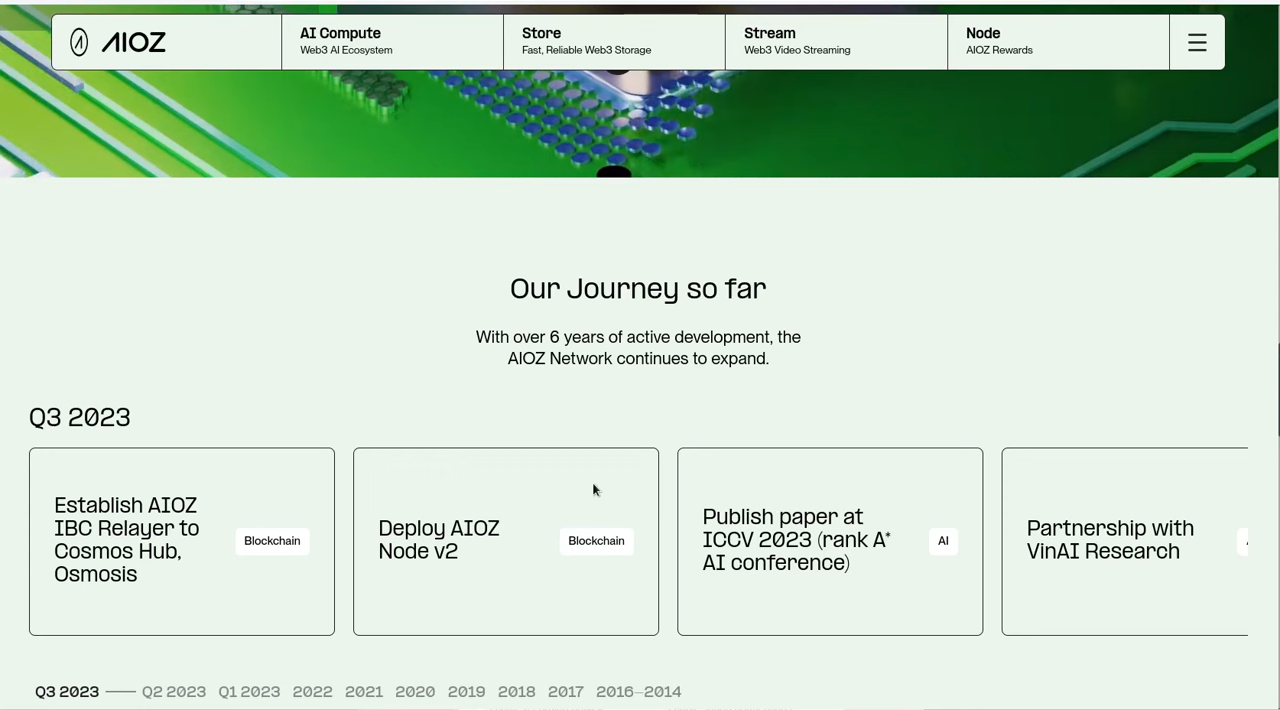 AIOZ
AI Compute
Web3 AI Ecosystem
Store
Fast, Reliable Web3 Storage
Stream
Web3 Video Streaming
Node
AIOZ Rewards
Our Journey so far
With over 6 years of active development, the
AIOZ Network continues to expand.
Q3 2023
Establish AIOZ
IBC Relayer to
Cosmos Hub,
Osmosis
Blockchain
Deploy AIOZ
Node v2
Blockchain
Publish paper at
ICCV 2023 (rank A*
AI conference)
AI
Partnership with
VinAI Research
Q3 2023 Q2 2023 Q1 2023 2022 2021 2020 2019 2018 2017 2016–2014